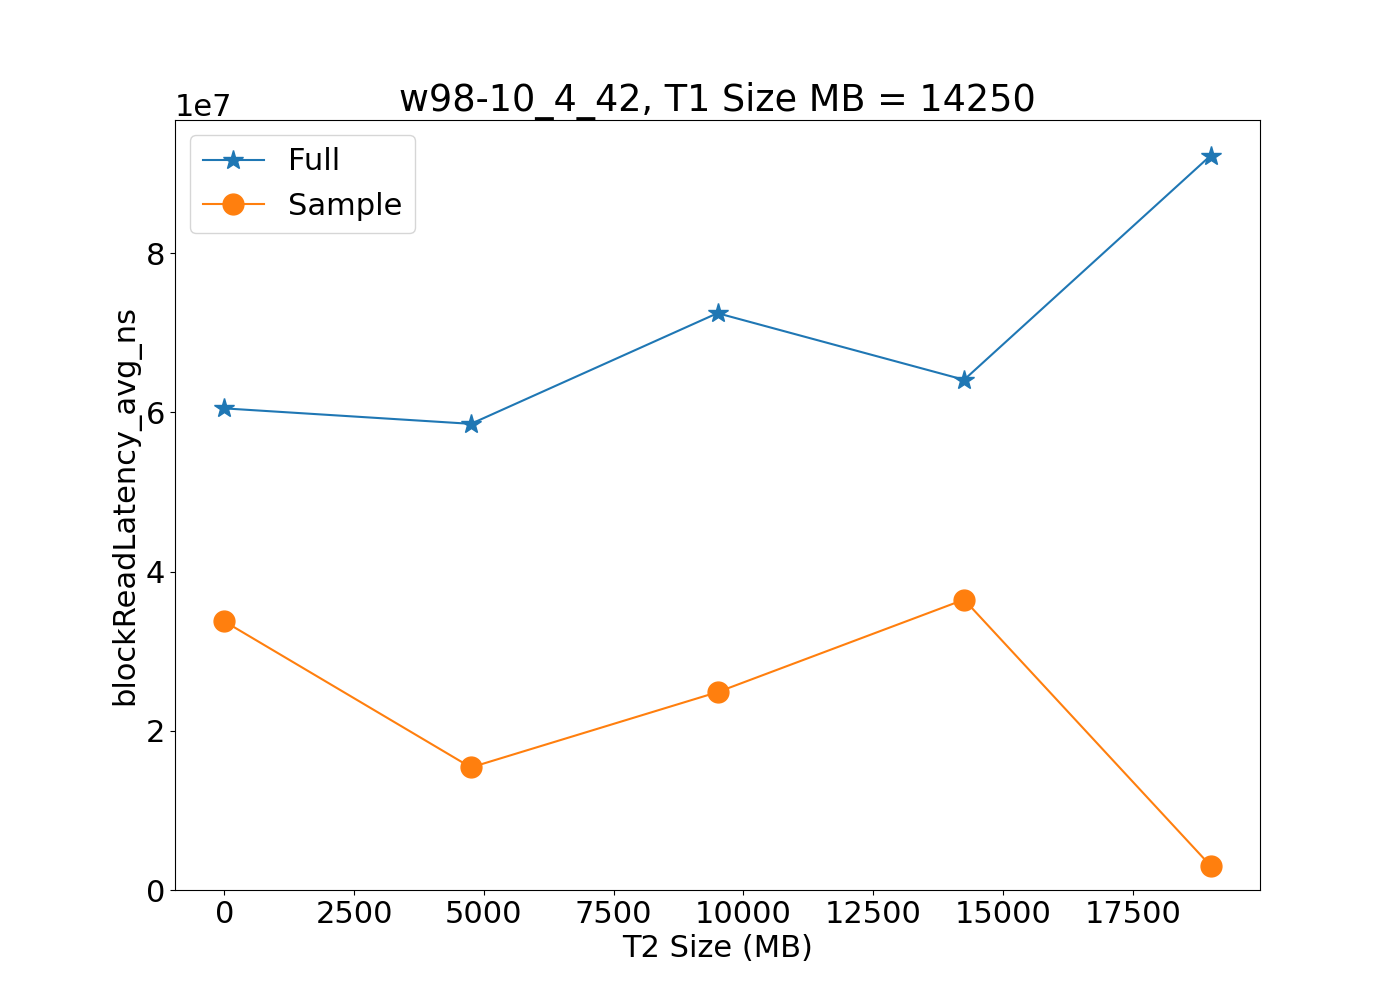 w98-10_4_42, T1 Size MB = 14250
1e7
Full
Sample
8
6
4
2
0
blockReadLatency_avg_ns
0 2500 5000 7500 10000 12500 15000 17500
T2 Size (MB)